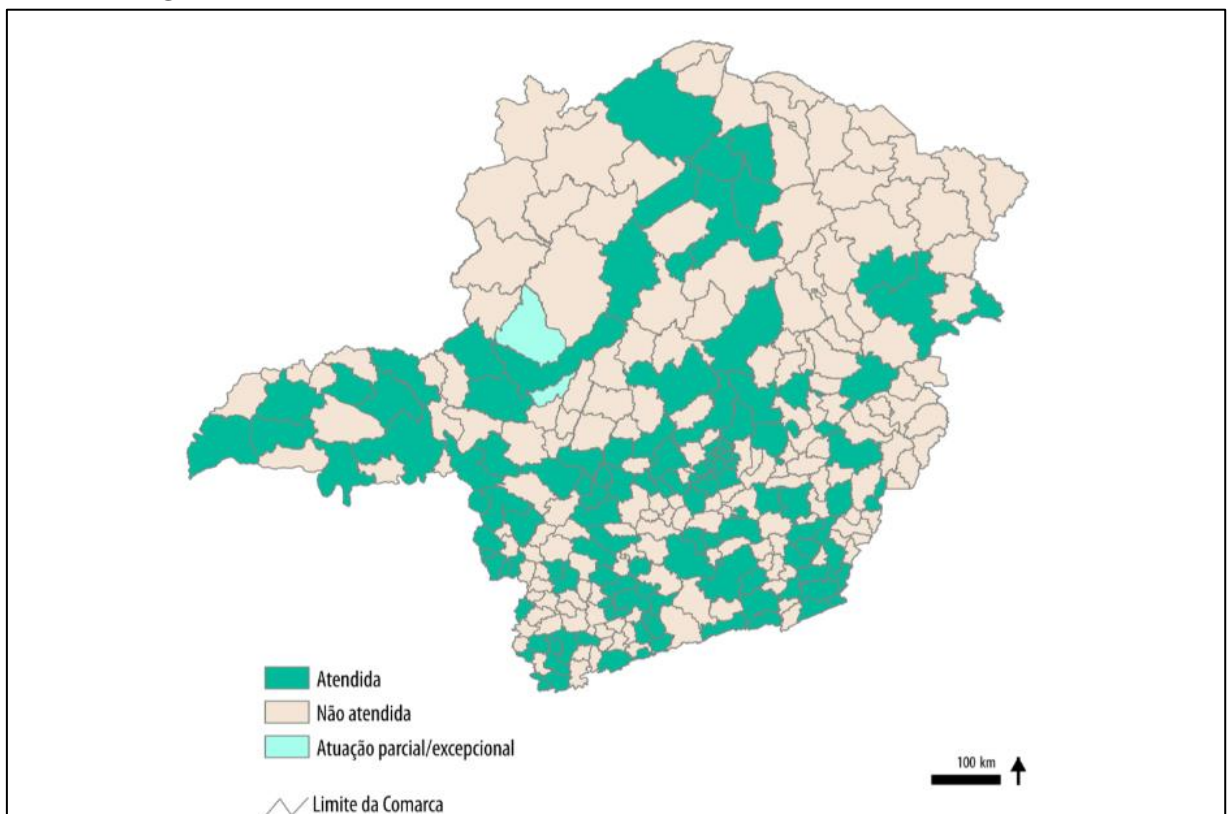 Atendida
Não atendida
Atuação parcial/excepcional
100 km
Limite da Comarca